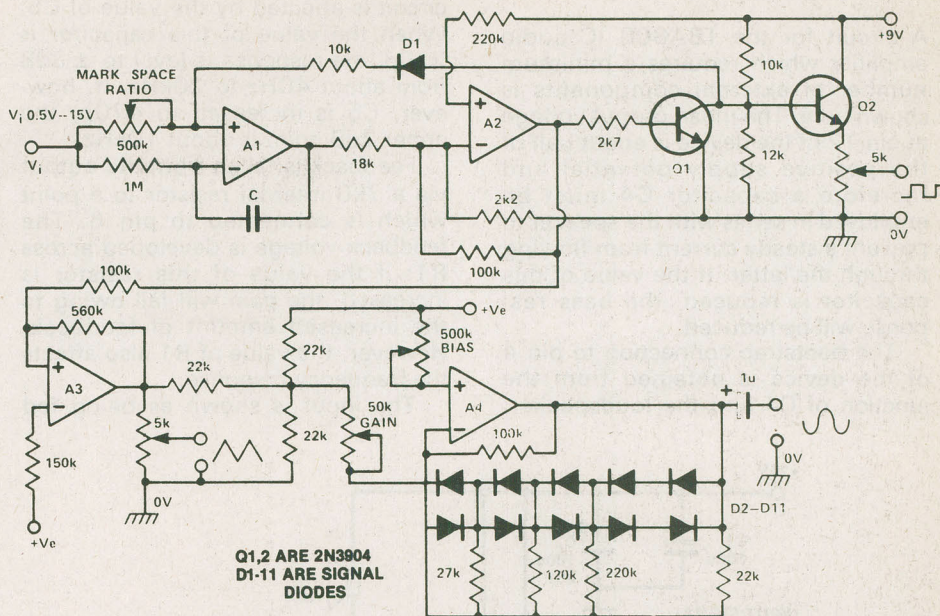 220k
+9V
10k
D1
MARK SPACE
RATIO
10k
Q2
Vi 0.5V--15V
A1
A2
2k7
Vi
500k
18k
Q1
12k
5k
1M
2k2
0V
100k
100k
560k
+Ve
22k
500k
BIAS
A3
22k
A4
1u
5k
22k
50k
GAIN
100k
150k
0V
0V
D2-D11
+Ve
Q1,2 ARE 2N3904
D1-11 ARE SIGNAL
DIODES
27k
120k
220k
22k